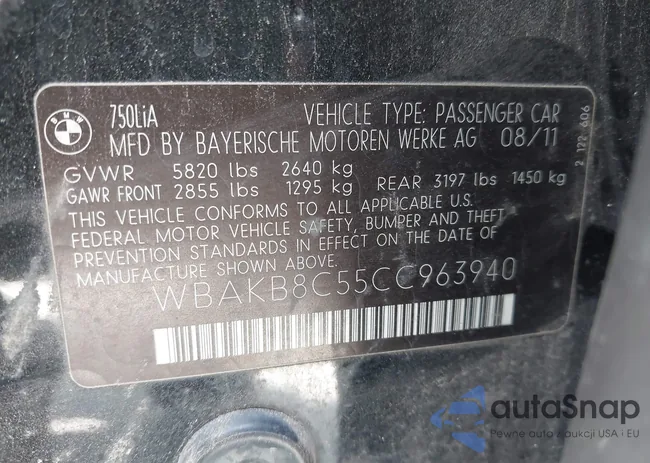 BMW
750LiA VEHICLE TYPE: PASSENGER CAR
MFD BY BAYERISCHE MOTOREN WERKE AG 08/11
GVWR 5820 lbs 2640 kg
GAWR FRONT 2855 lbs 1295 kg REAR 3197 lbs 1450 kg
THIS VEHICLE CONFORMS TO ALL APPLICABLE U.S.
FEDERAL MOTOR VEHICLE SAFETY, BUMPER AND THEFT
PREVENTION STANDARDS IN EFFECT ON THE DATE OF
MANUFACTURE SHOWN ABOVE.
WBAKB8C55CC963940
2 122 606
autaSnap
Pewne auta z aukcji USA i EU